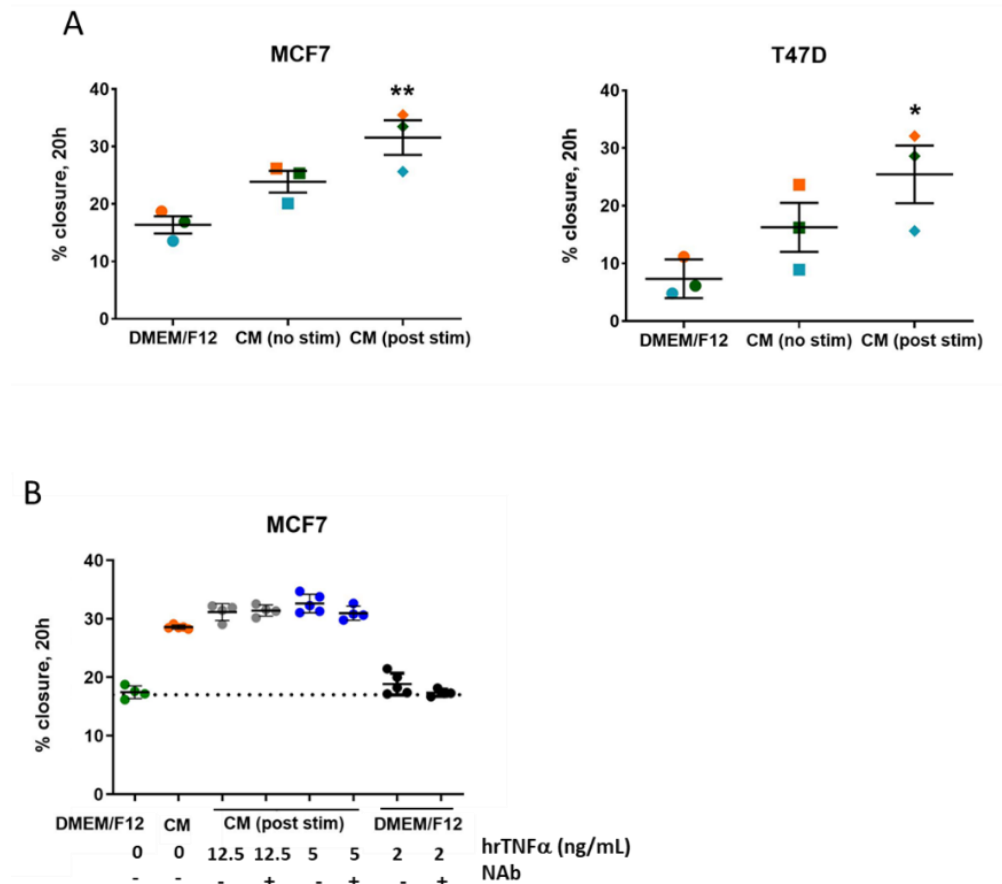 A
MCF7
T47D
**
*
40
30
20
10
0
% closure, 20h
DMEM/F12 CM (no stim) CM (post stim)
40
30
20
10
0
% closure, 20h
DMEM/F12 CM (no stim) CM (post stim)
B
MCF7
40
30
20
10
0
% closure, 20h
DMEM/F12 CM CM (post stim) DMEM/F12
0 0 12.5 12.5 5 5 2 2 hrTNFα (ng/mL)
- - - + - + - + NAb